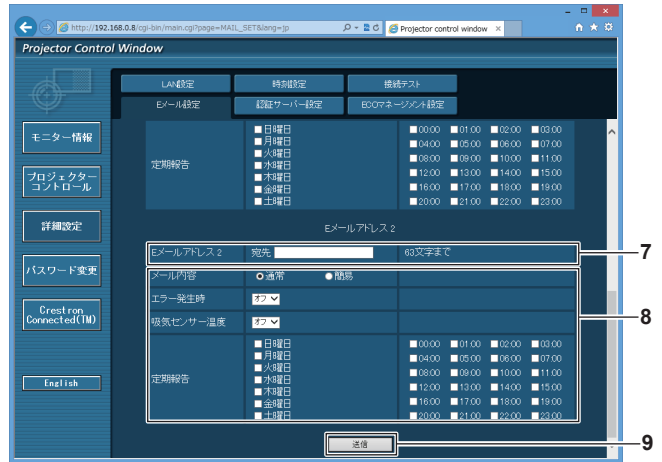 http://192.168.0.8/cgi-bin/main.cgi?page=MAIL_SET&lang=jp
Projector control window ×
Projector Control Window
LAN設定 時刻設定 接続テスト
Eメール設定 認証サーバー設定 ECOマネージメント設定
モニター情報
プロジェクター
コントロール
詳細設定
パスワード変更
Crestron
Connected(TM)
English
定期報告
日曜日
月曜日
火曜日
水曜日
木曜日
金曜日
土曜日
00:00 01:00 02:00 03:00
04:00 05:00 06:00 07:00
08:00 09:00 10:00 11:00
12:00 13:00 14:00 15:00
16:00 17:00 18:00 19:00
20:00 21:00 22:00 23:00
Eメールアドレス 2
Eメールアドレス 2 宛先 63文字まで
7
メール内容 通常 簡易
エラー発生時 オフ
8
吸気センサー温度 オフ
定期報告
日曜日
月曜日
火曜日
水曜日
木曜日
金曜日
土曜日
00:00 01:00 02:00 03:00
04:00 05:00 06:00 07:00
08:00 09:00 10:00 11:00
12:00 13:00 14:00 15:00
16:00 17:00 18:00 19:00
20:00 21:00 22:00 23:00
送信
9